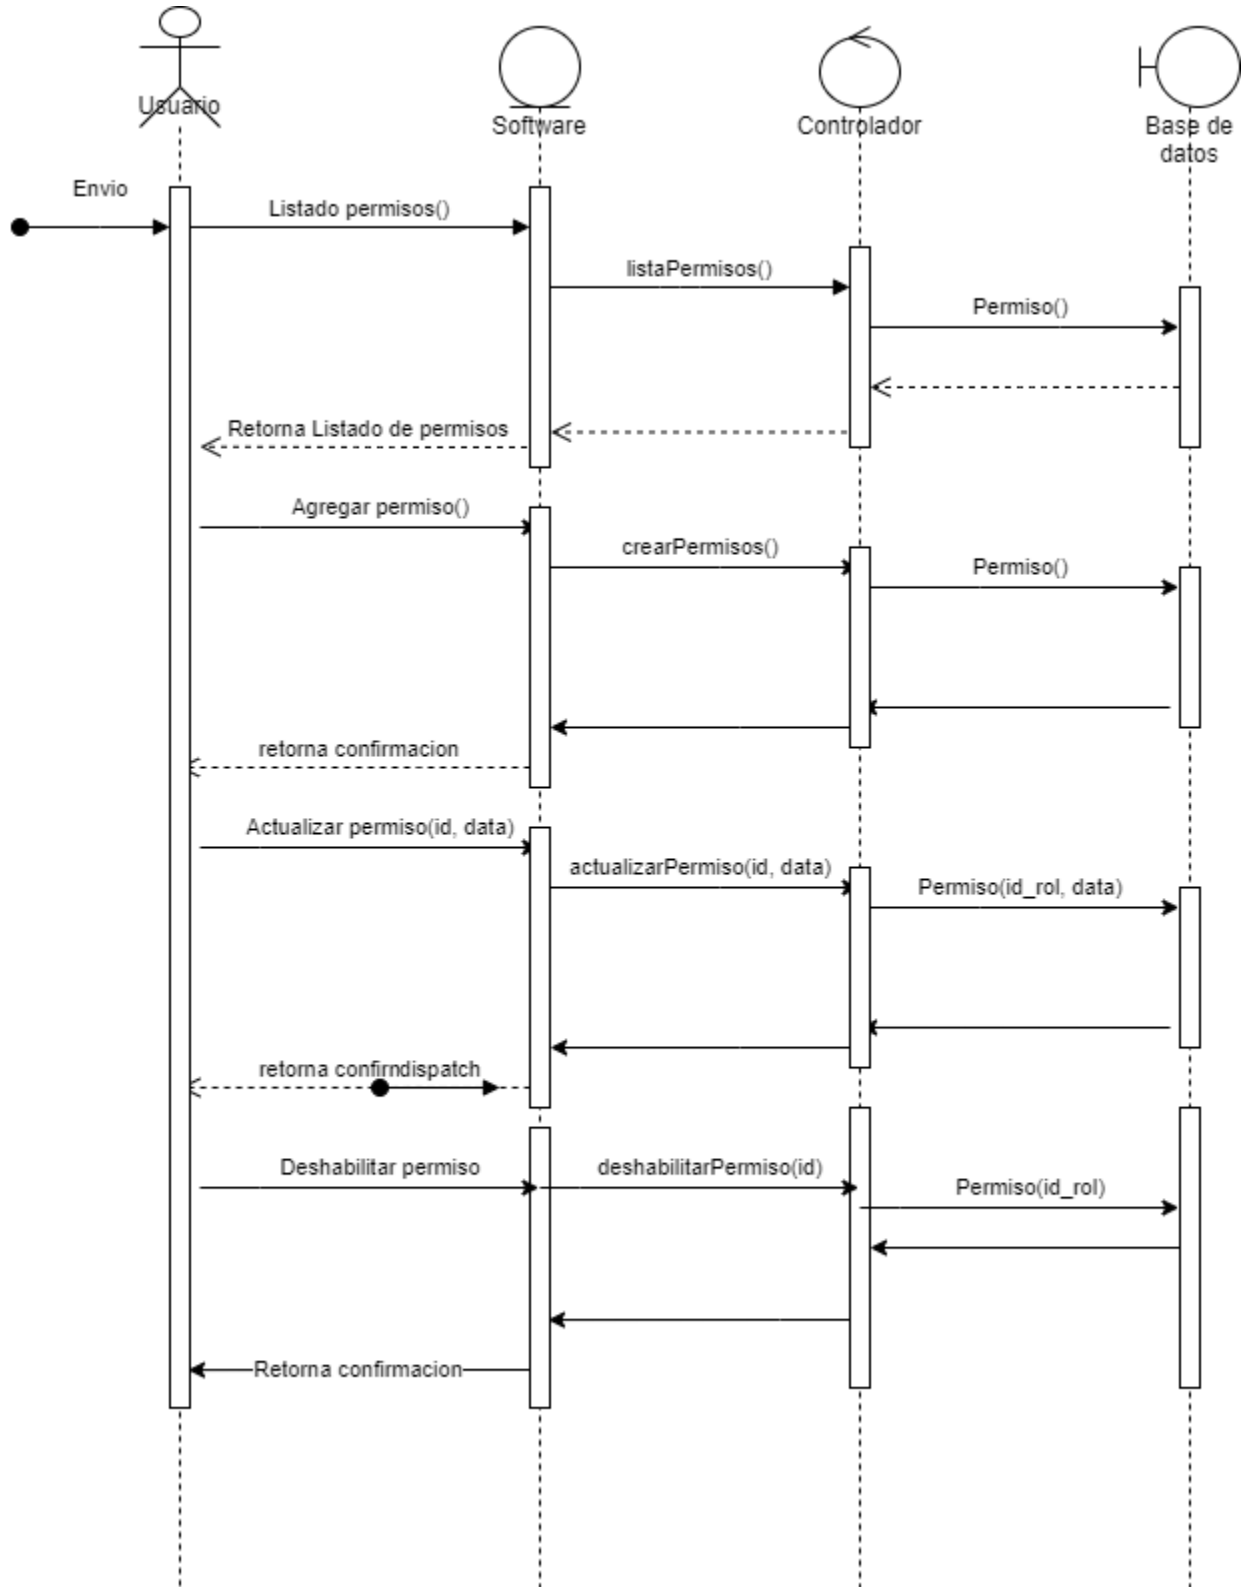 Usuario
Software
Controlador
Base de
datos
Envio
Listado permisos()
listaPermisos()
Permiso()
Retorna Listado de permisos
Agregar permiso()
crearPermisos()
Permiso()
retorna confirmacion
Actualizar permiso(id, data)
actualizarPermiso(id, data)
Permiso(id_rol, data)
retorna confirmdispatch
Deshabilitar permiso
deshabilitarPermiso(id)
Permiso(id_rol)
Retorna confirmacion